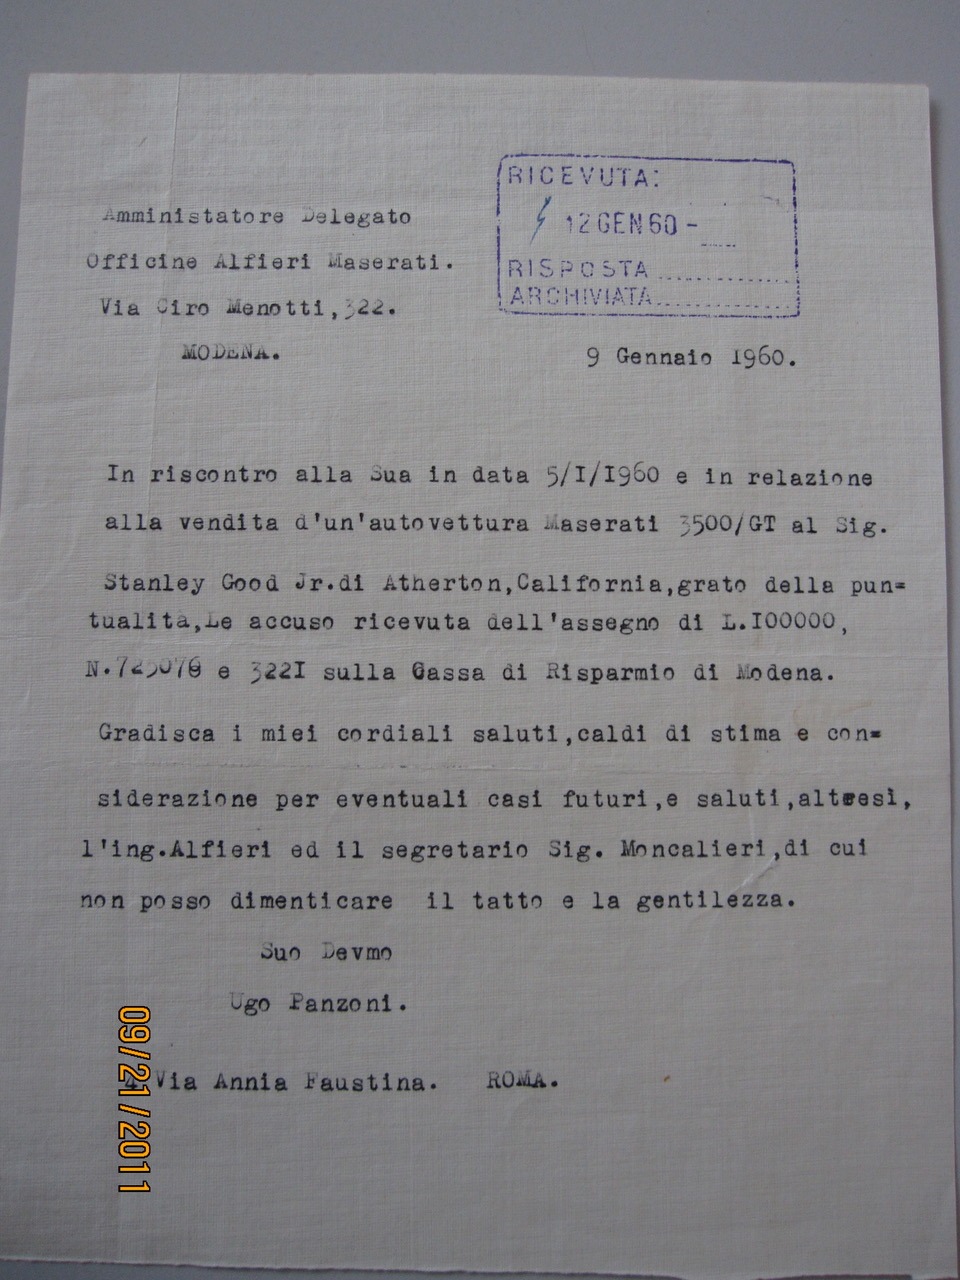 RICEVUTA:
12 GEN 60 -
RISPOSTA
ARCHIVIATA
Amministatore Delegato
Officine Alfieri Maserati.
Via Ciro Menotti,322.
MODENA.
9 Gennaio 1960.
In riscontro alla Sua in data 5/I/1960 e in relazione
alla vendita d'un'autovettura Maserati 3500/GT al Sig.
Stanley Good Jr.di Atherton,California,grato della pun=
tualità,Le accuso ricevuta dell'assegno di L.I00000,
N. e 322I sulla Cassa di Risparmio di Modena.
Gradisca i miei cordiali saluti,caldi di stima e con=
siderazione per eventuali casi futuri,e saluti,altresì,
l'ing.Alfieri ed il segretario Sig. Moncalieri,di cui
non posso dimenticare il tatto e la gentilezza.
Suo Devmo
Ugo Panzoni.
4 Via Annia Faustina. ROMA.
09/21/2011